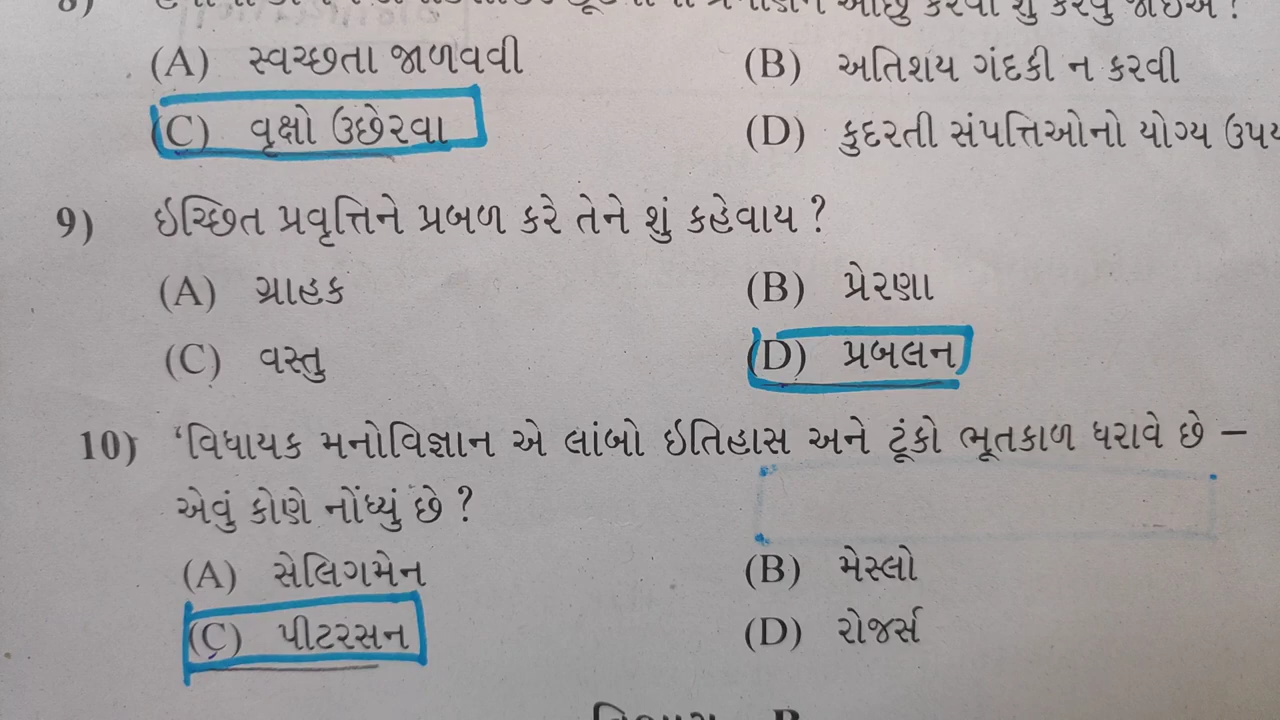 (A) સ્વચ્છતા જાળવવી (B) અતિશય ગંદકી ન કરવી
(C) વૃક્ષો ઉછેરવા (D) કુદરતી સંપત્તિઓનો યોગ્ય
9) ઇચ્છિત પ્રવૃત્તિને પ્રબળ કરે તેને શું કહેવાય ?
(A) ગ્રાહક (B) પ્રેરણા
(C) વસ્તુ (D) પ્રબલન
10) ‘વિધાયક મનોવિજ્ઞાન એ લાંબો ઇતિહાસ અને ટૂંકો ભૂતકાળ ધરાવે છે –
એવું કોણે નોંધ્યું છે ?
(A) સેલિગમેન (B) મેસ્લો
(C) પીટરસન (D) રોજર્સ